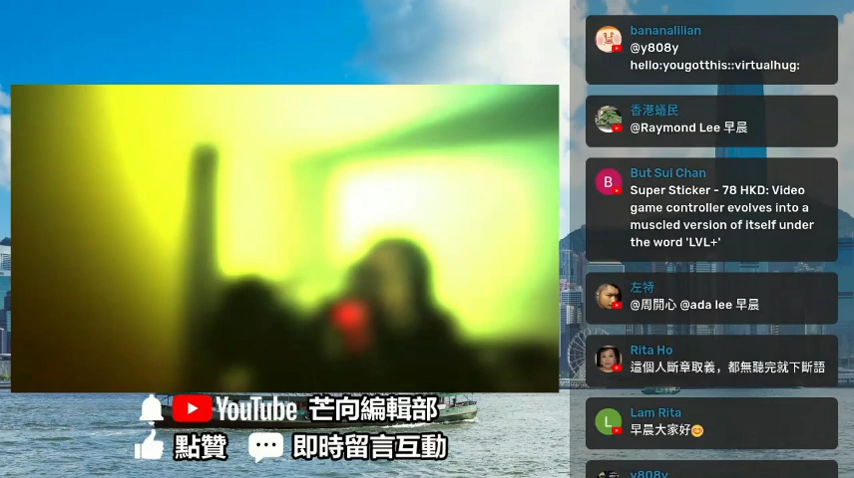 bananalilian
@y808y
hello:yougotthis::virtualhug:
香港蟻民
@Raymond Lee 早晨
B
But Sui Chan
Super Sticker - 78 HKD: Video
game controller evolves into a
muscled version of itself under
the word 'LVL+'
左特
@周開心 @ada lee 早晨
Rita Ho
這個人斷章取義，都無聽完就下斷語
L
Lam Rita
早晨大家好😊
y808y
YouTube 芒向編輯部
點贊 即時留言互動